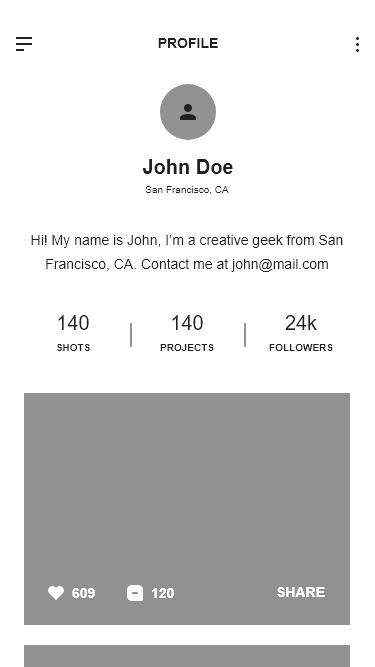 PROFILE
John Doe
San Francisco, CA
Hi! My name is John, I'm a creative geek from San
Francisco, CA. Contact me at john@mail.com
140 140 24k
SHOTS PROJECTS FOLLOWERS
609 120 SHARE